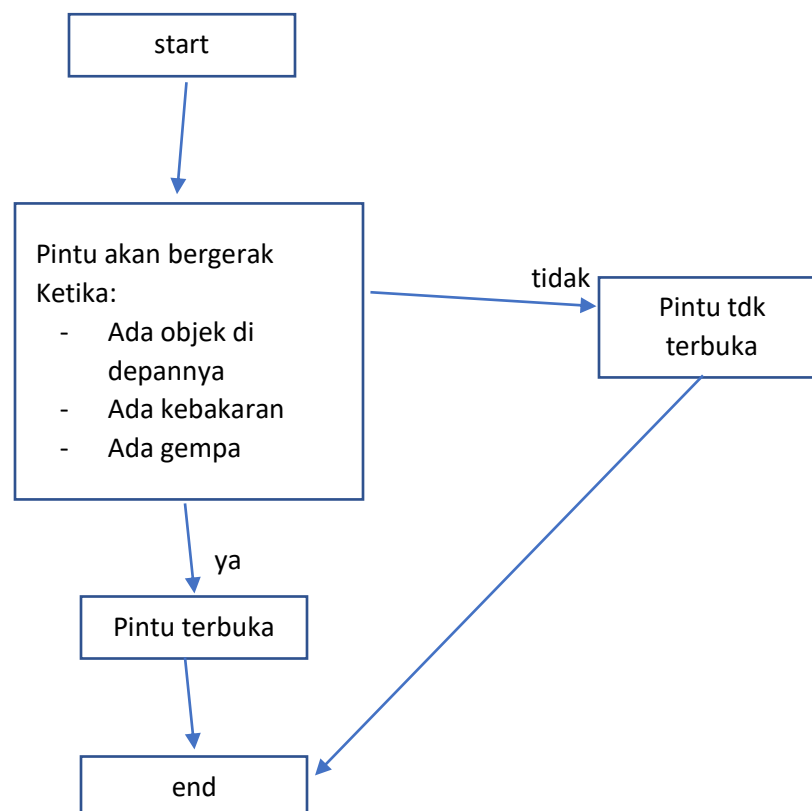 start
Pintu akan bergerak
Ketika:
- Ada objek di
depannya
- Ada kebakaran
- Ada gempa
tidak
Pintu tdk
terbuka
ya
Pintu terbuka
end